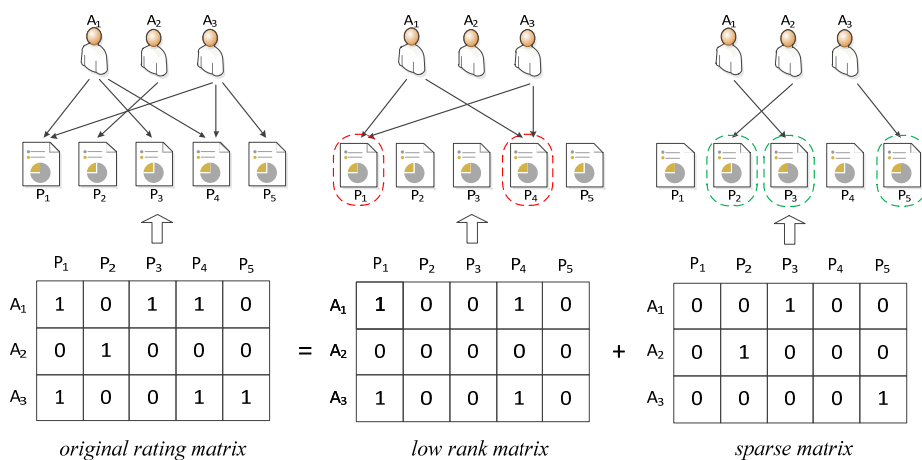 A1 A2 A3 A1 A2 A3 A1 A2 A3
P1 P2 P3 P4 P5 P1 P2 P3 P4 P5 P1 P2 P3 P4 P5
P1 P2 P3 P4 P5 P1 P2 P3 P4 P5 P1 P2 P3 P4 P5
A1 1 0 1 1 0 A1 1 0 0 1 0 A1 0 0 1 0 0
A2 0 1 0 0 0 = A2 0 0 0 0 0 + A2 0 1 0 0 0
A3 1 0 0 1 1 A3 1 0 0 1 0 A3 0 0 0 0 1
original rating matrix low rank matrix sparse matrix